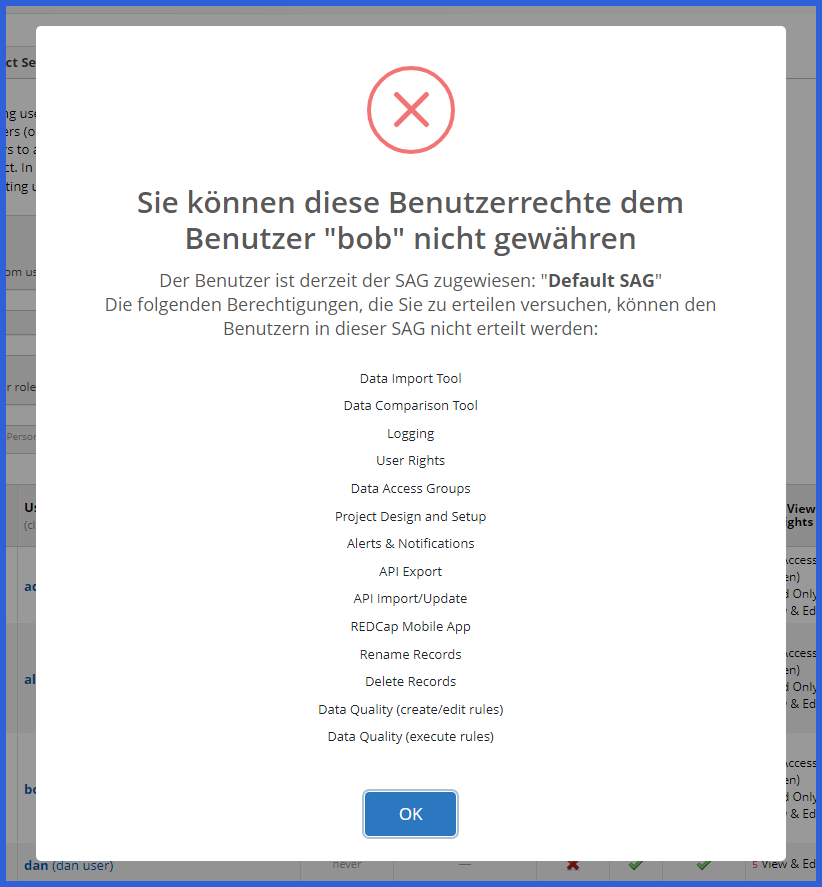 Sie können diese Benutzerrechte dem
Benutzer "bob" nicht gewähren
Der Benutzer ist derzeit der SAG zugewiesen: "Default SAG"
Die folgenden Berechtigungen, die Sie zu erteilen versuchen, können den
Benutzern in dieser SAG nicht erteilt werden:
Data Import Tool
Data Comparison Tool
Logging
User Rights
Data Access Groups
Project Design and Setup
Alerts & Notifications
API Export
API Import/Update
REDCap Mobile App
Rename Records
Delete Records
Data Quality (create/edit rules)
Data Quality (execute rules)
OK
dan (dan user)
never
5 View & Ed